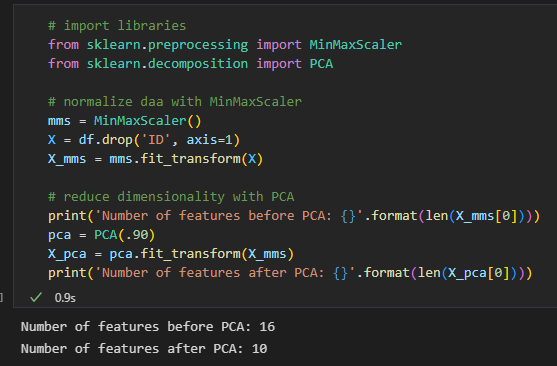 # import libraries
from sklearn.preprocessing import MinMaxScaler
from sklearn.decomposition import PCA
# normalize daa with MinMaxScaler
mms = MinMaxScaler()
X = df.drop('ID', axis=1)
X_mms = mms.fit_transform(X)
# reduce dimensionality with PCA
print('Number of features before PCA: {}'.format(len(X_mms[0])))
pca = PCA(.90)
X_pca = pca.fit_transform(X_mms)
print('Number of features after PCA: {}'.format(len(X_pca[0])))
] ✓ 0.9s
Number of features before PCA: 16
Number of features after PCA: 10